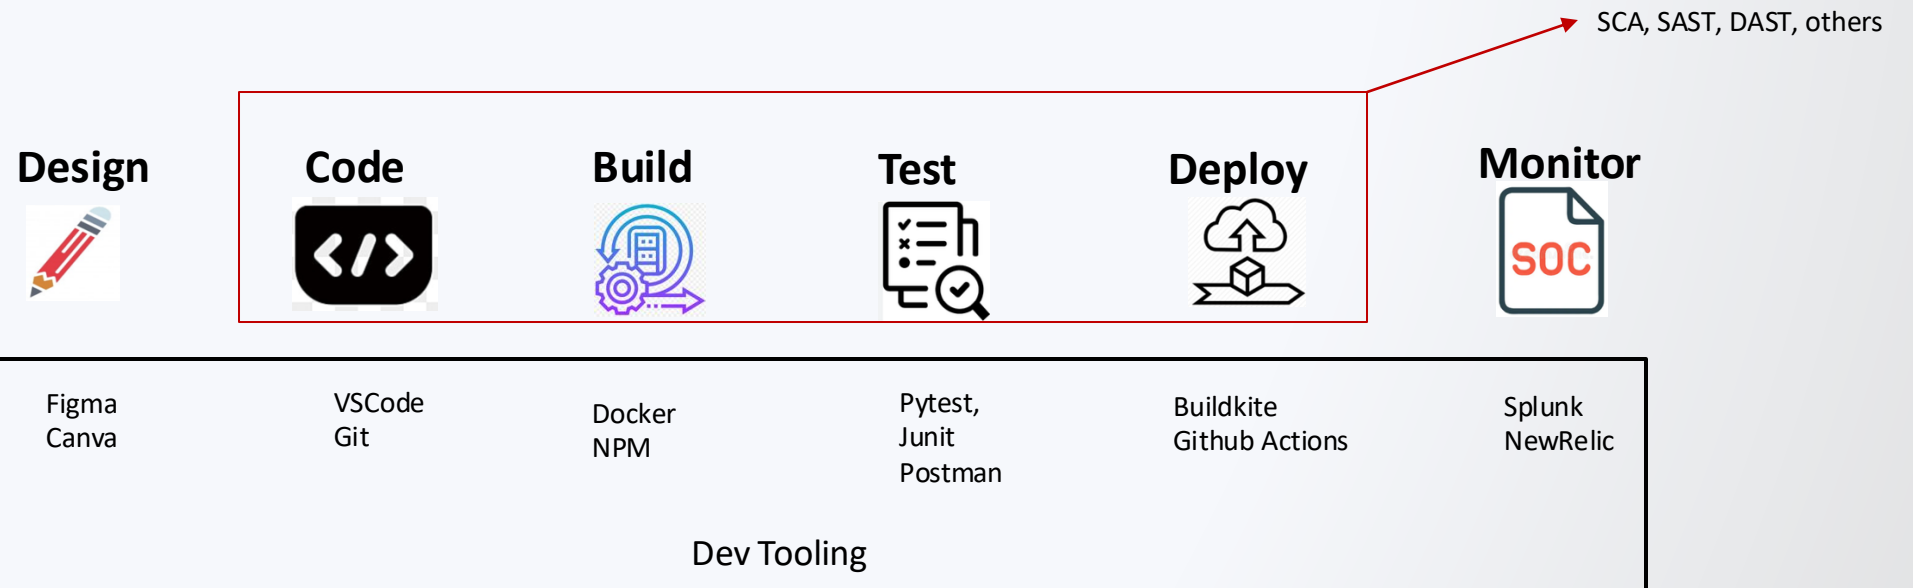 SCA, SAST, DAST, others
Design
Code
Build
Test
Deploy
Monitor
</>
SOC
Figma
Canva
VSCode
Git
Docker
NPM
Pytest,
Junit
Postman
Buildkite
Github Actions
Splunk
NewRelic
Dev Tooling